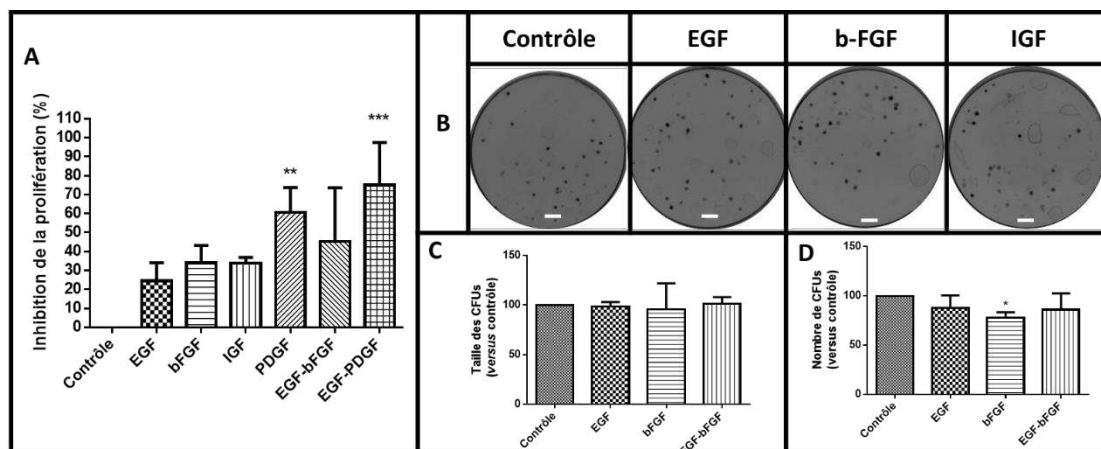 A
Inhibition de la prolifération (%)
110
100
90
80
70
60
50
40
30
20
10
0
**
***
Contrôle
EGF
bFGF
IGF
PDGF
EGF-bFGF
EGF-PDGF
B
Contrôle
EGF
b-FGF
IGF
C
Taille des CFUs
(versus contrôle)
150
100
50
0
Contrôle
EGF
bFGF
EGF-bFGF
D
Nombre de CFUs
(versus contrôle)
150
100
50
0
*
Contrôle
EGF
bFGF
EGF-bFGF